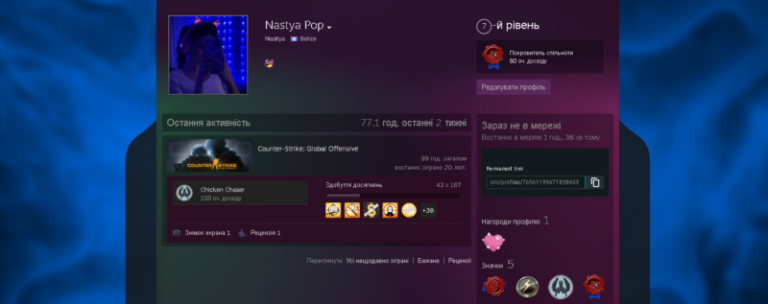 Nastya Pop
Nastya Belize
7 -й рівень
Покровитель спільноти
60 оч. досвіду
Редагувати профіль
Остання активність 77.1 год. останні 2 тижні
COUNTER-STRIKE
Counter-Strike: Global Offensive
99 год. загалом
востаннє зіграно 20 лют.
Chicken Chaser
100 оч. досвіду
Здобуття досягнень 43 з 167
+38
Знімок екрана 1 Рецензія 1
Переглянути Усі нещодавно зіграні | Бажане | Рецензії
Зараз не в мережі
Востаннє в мережі 1 год., 36 хв тому
Permanent link
om/profiles/76561199471838403
Нагороди профілю 1
Значки 5